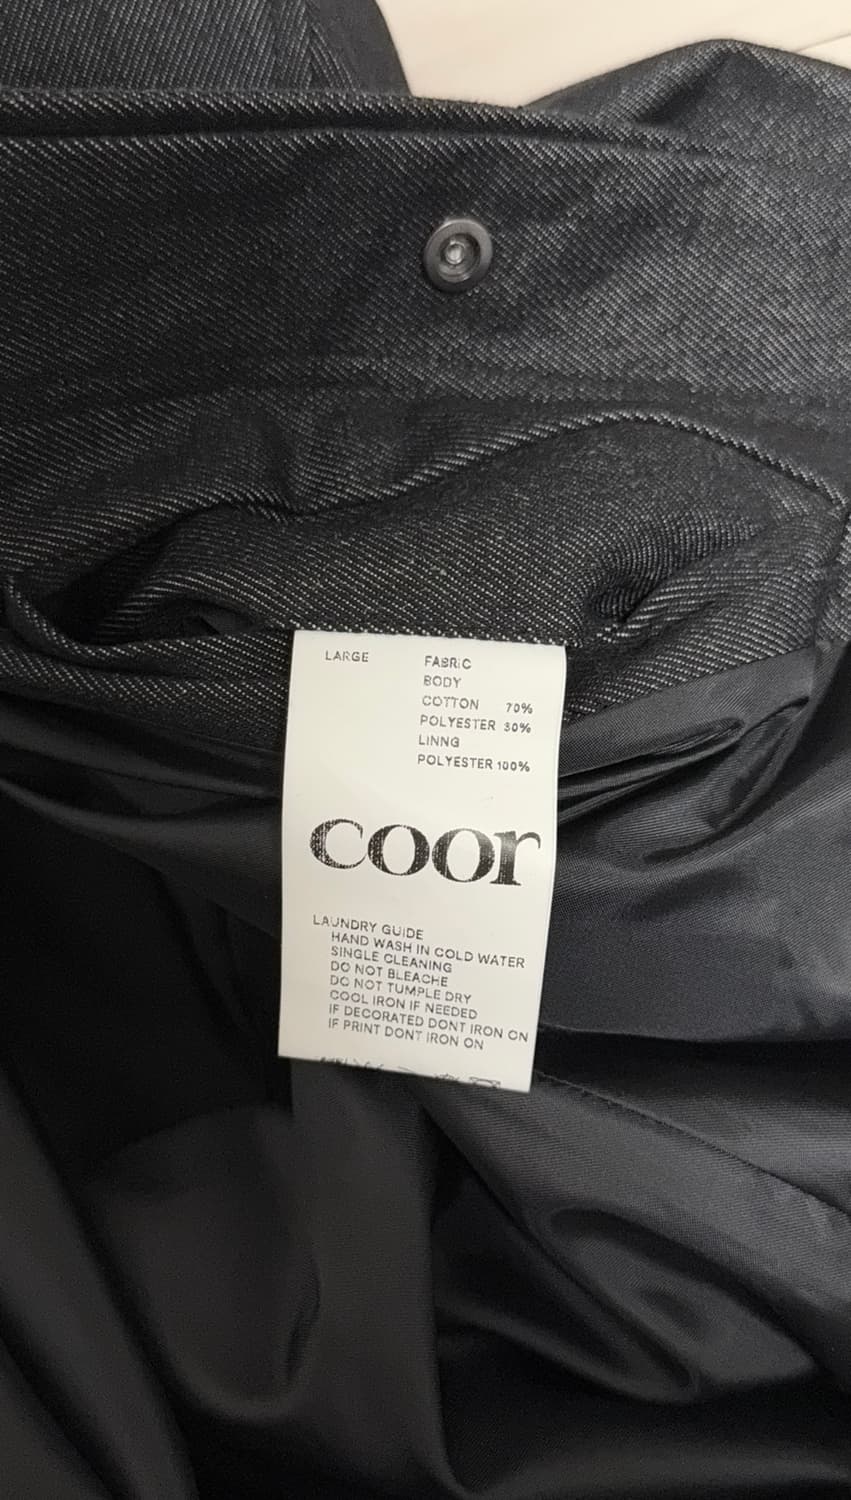 LARGE
FABRIC
BODY
COTTON 70%
POLYESTER 30%
LINNG
POLYESTER 100%
coor
LAUNDRY GUIDE
HAND WASH IN COLD WATER
SINGLE CLEANING
DO NOT BLEACHE
DO NOT TUMPLE DRY
COOL IRON IF NEEDED
IF DECORATED DONT IRON ON
IF PRINT DONT IRON ON